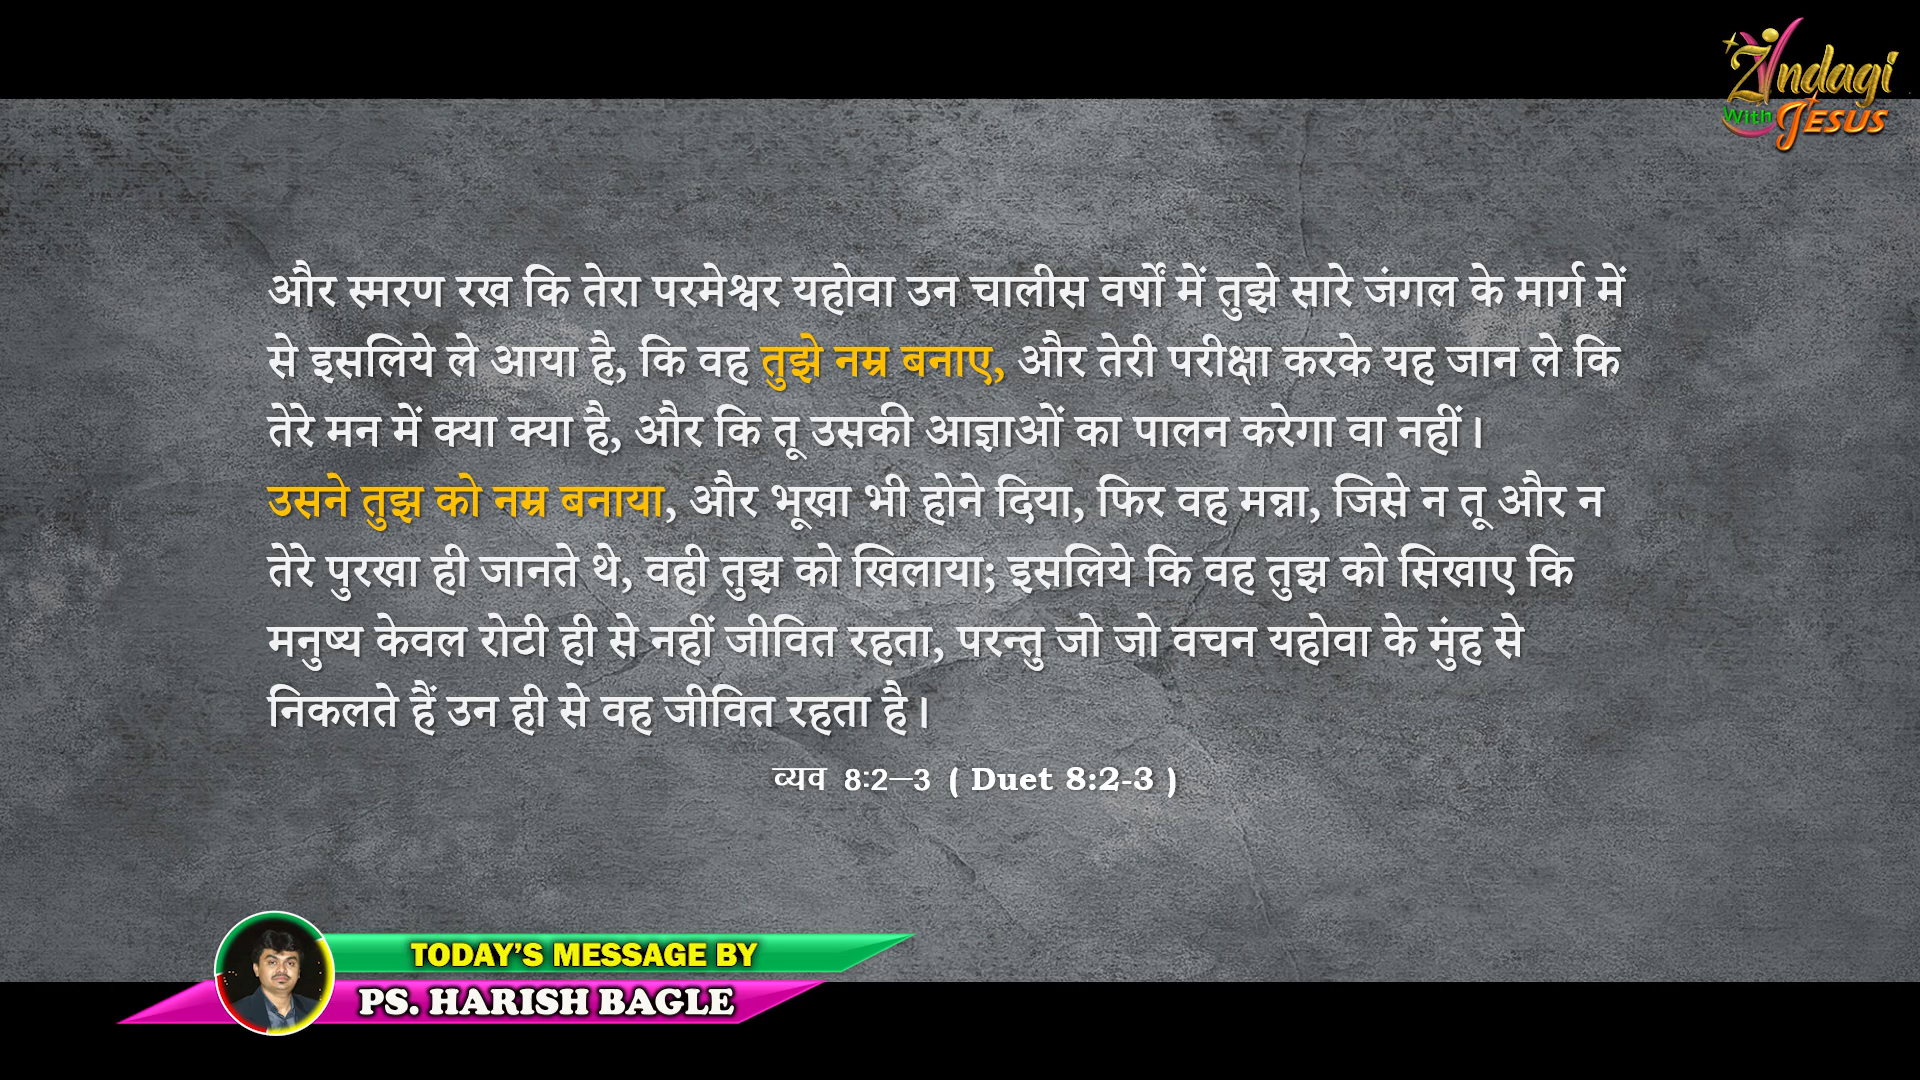 Zindagi
With JESUS
और स्मरण रख कि तेरा परमेश्वर यहोवा उन चालीस वर्षों में तुझे सारे जंगल के मार्ग में
से इसलिये ले आया है, कि वह तुझे नम्र बनाए, और तेरी परीक्षा करके यह जान ले कि
तेरे मन में क्या क्या है, और कि तू उसकी आज्ञाओं का पालन करेगा वा नहीं।
उसने तुझ को नम्र बनाया, और भूखा भी होने दिया, फिर वह मन्ना, जिसे न तू और न
तेरे पुरखा ही जानते थे, वही तुझ को खिलाया; इसलिये कि वह तुझ को सिखाए कि
मनुष्य केवल रोटी ही से नहीं जीवित रहता, परन्तु जो जो वचन यहोवा के मुंह से
निकलते हैं उन ही से वह जीवित रहता है।
व्यव 8:2—3 ( Duet 8:2-3 )
TODAY'S MESSAGE BY
PS. HARISH BAGLE